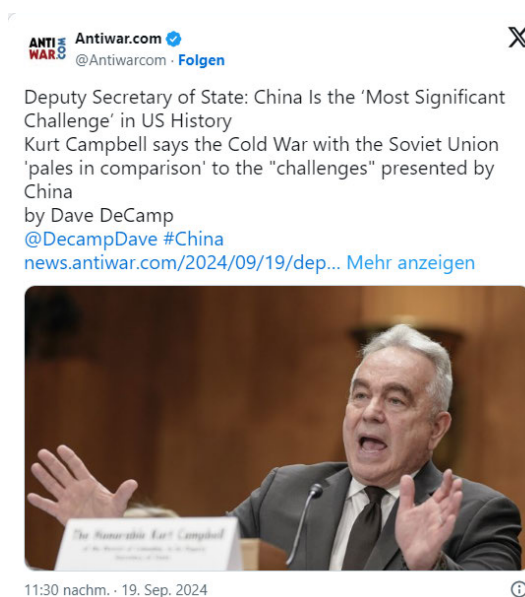 ANTI
WAR.COM
Antiwar.com
@Antiwarcom · Folgen
Deputy Secretary of State: China Is the ‘Most Significant
Challenge’ in US History
Kurt Campbell says the Cold War with the Soviet Union
'pales in comparison' to the "challenges" presented by
China
by Dave DeCamp
@DecampDave #China
news.antiwar.com/2024/09/19/dep... Mehr anzeigen
The Honorable Kurt Campbell
11:30 nachm. · 19. Sep. 2024